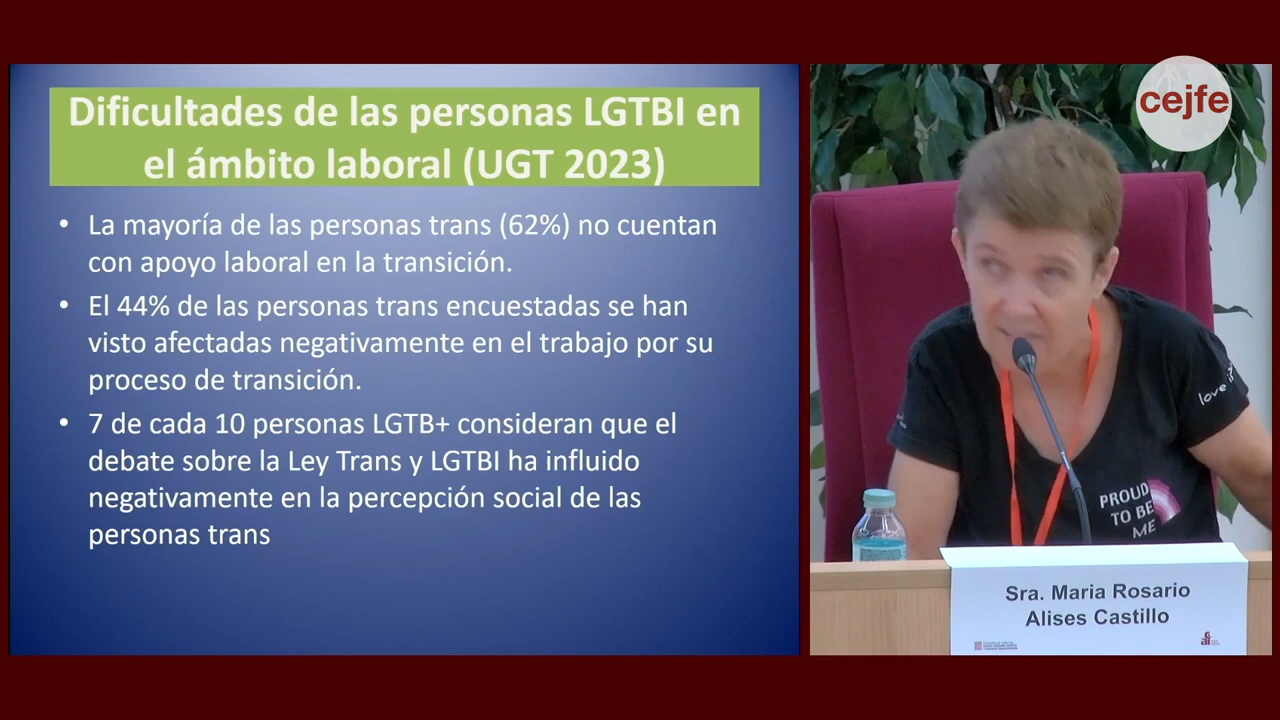 Dificultades de las personas LGTBI en
el ámbito laboral (UGT 2023)
• La mayoría de las personas trans (62%) no cuentan
con apoyo laboral en la transición.
• El 44% de las personas trans encuestadas se han
visto afectadas negativamente en el trabajo por su
proceso de transición.
• 7 de cada 10 personas LGTB+ consideran que el
debate sobre la Ley Trans y LGTBI ha influido
negativamente en la percepción social de las
personas trans
cejfe
love
PROUD
TO BE
ME
Sra. Maria Rosario
Alises Castillo